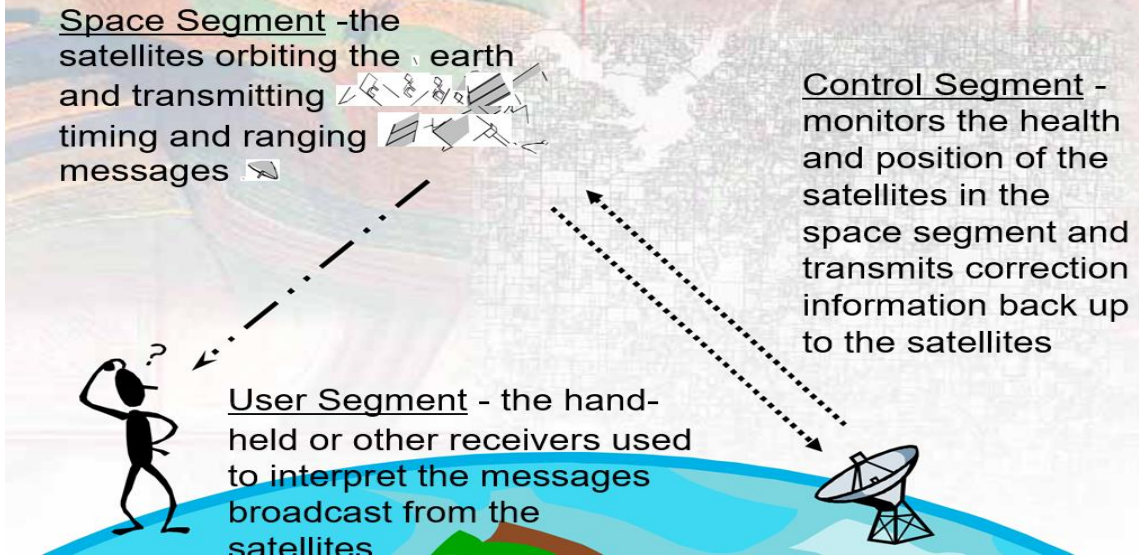 Space Segment -the
satellites orbiting the earth
and transmitting
timing and ranging
messages
Control Segment -
monitors the health
and position of the
satellites in the
space segment and
transmits correction
information back up
to the satellites
?
User Segment - the hand-
held or other receivers used
to interpret the messages
broadcast from the
satellites